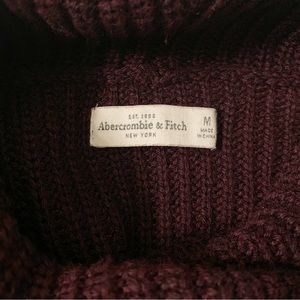 EST. 1892
Abercrombie & Fitch
NEW YORK
M
MADE
IN CHINA